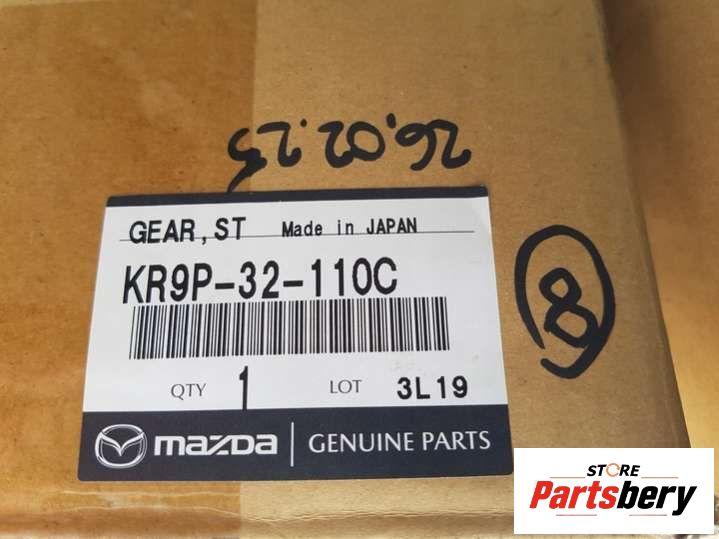 26.02.25
GEAR, ST Made in JAPAN
KR9P-32-110C
QTY 1 LOT 3L19
mazda GENUINE PARTS
8
STORE
Partsbery